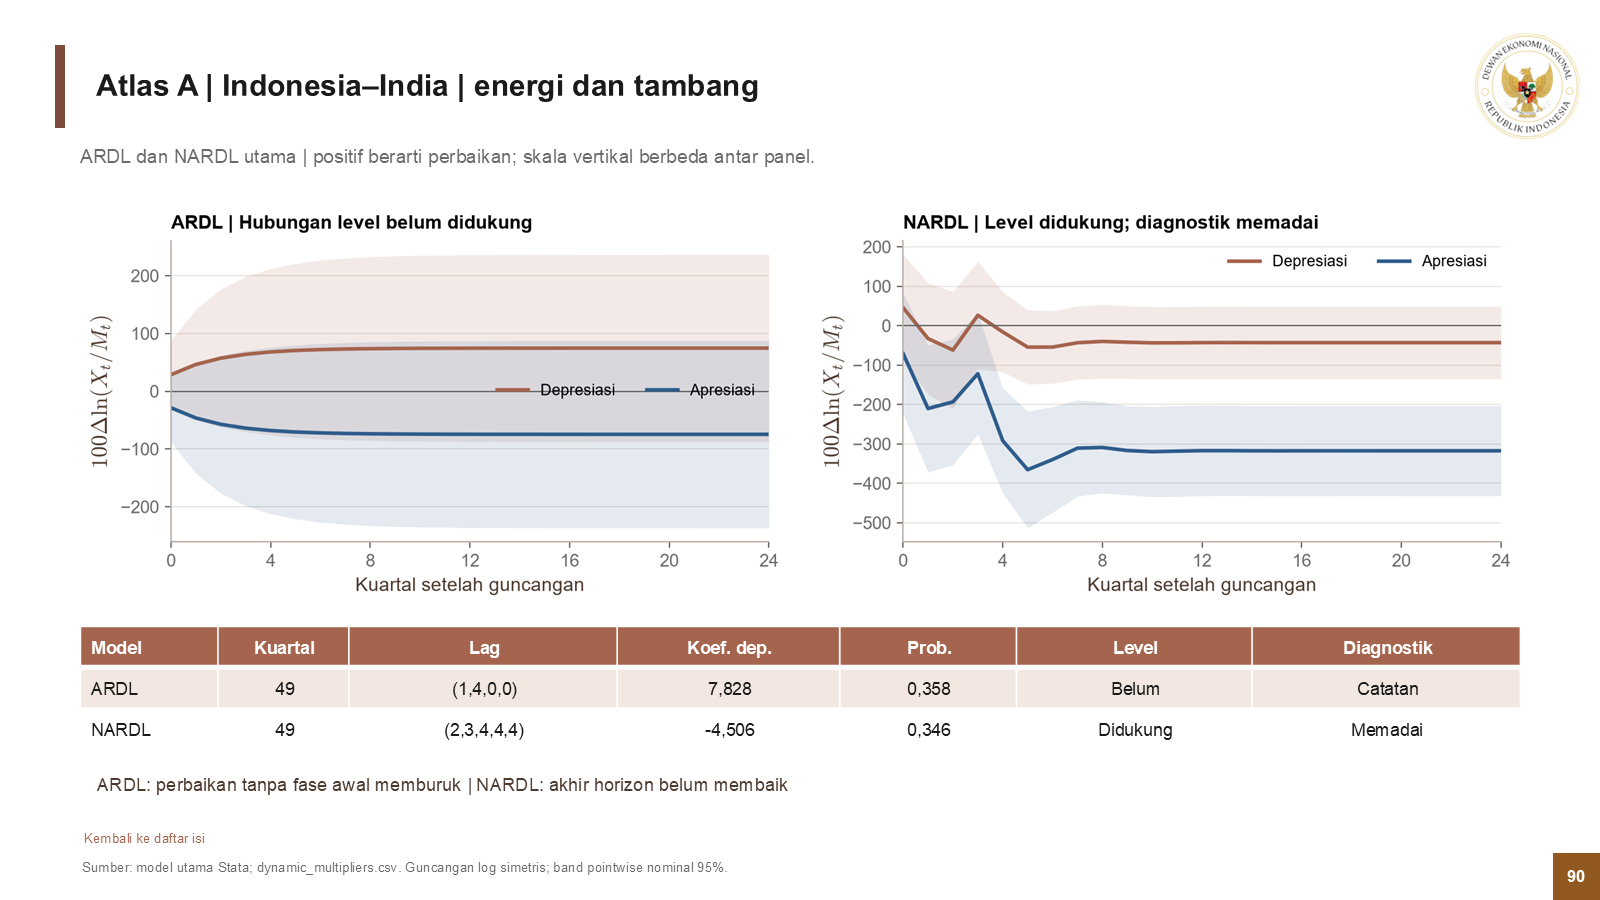 Atlas A | Indonesia–India | energi dan tambang
DEWAN EKONOMI NASIONAL
REPUBLIK INDONESIA
ARDL dan NARDL utama | positif berarti perbaikan; skala vertikal berbeda antar panel.
ARDL | Hubungan level belum didukung
100Δln(Xt/Mt)
200
100
0
−100
−200
Depresiasi
Apresiasi
0 4 8 12 16 20 24
Kuartal setelah guncangan
NARDL | Level didukung; diagnostik memadai
100Δln(Xt/Mt)
200
100
0
−100
−200
−300
−400
−500
Depresiasi
Apresiasi
0 4 8 12 16 20 24
Kuartal setelah guncangan
Model Kuartal Lag Koef. dep. Prob. Level Diagnostik
ARDL 49 (1,4,0,0) 7,828 0,358 Belum Catatan
NARDL 49 (2,3,4,4,4) -4,506 0,346 Didukung Memadai
ARDL: perbaikan tanpa fase awal memburuk | NARDL: akhir horizon belum membaik
Kembali ke daftar isi
Sumber: model utama Stata; dynamic_multipliers.csv. Guncangan log simetris; band pointwise nominal 95%.
90